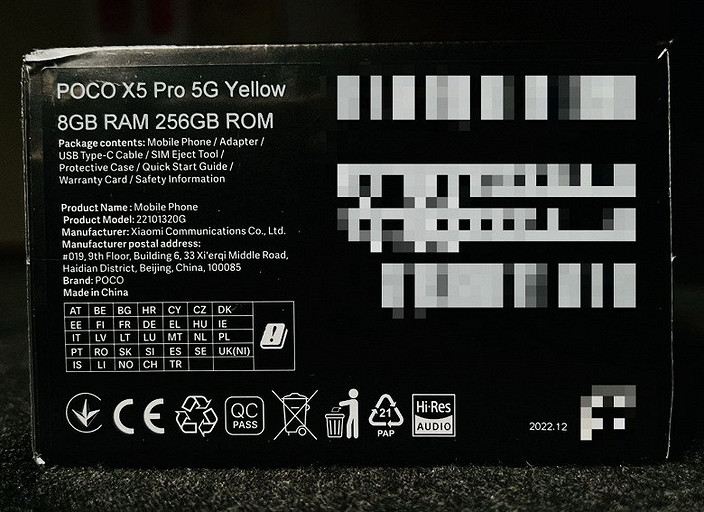 POCO X5 Pro 5G Yellow
8GB RAM 256GB ROM
Package contents: Mobile Phone / Adapter /
USB Type-C Cable / SIM Eject Tool /
Protective Case / Quick Start Guide /
Warranty Card / Safety Information
Product Name : Mobile Phone
Product Model: 22101320G
Manufacturer: Xiaomi Communications Co., Ltd.
Manufacturer postal address:
#019, 9th Floor, Building 6, 33 Xi'erqi Middle Road,
Haidian District, Beijing, China, 100085
Brand: POCO
Made in China
AT BE BG HR CY CZ DK
EE FI FR DE EL HU IE
IT LV LT LU MT NL PL
PT RO SK SI ES SE UK(NI)
IS LI NO CH TR
CE
QC
PASS
21
PAP
Hi-Res
AUDIO
2022.12